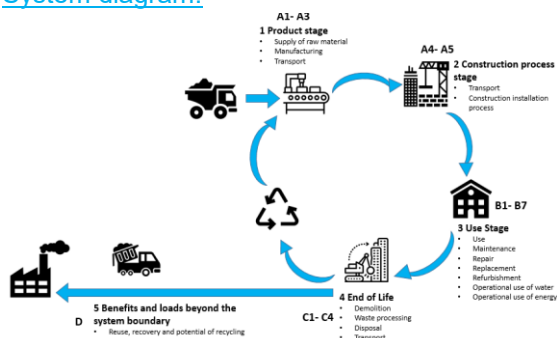 System diagram:
A1- A3
1 Product stage
• Supply of raw material
• Manufacturing
• Transport
A4- A5
2 Construction process
stage
• Transport
• Construction installation
process
B1- B7
3 Use Stage
• Use
• Maintenance
• Repair
• Replacement
• Refurbishment
• Operational use of water
• Operational use of energy
4 End of Life
C1- C4
• Demolition
• Waste processing
• Disposal
• Transport
5 Benefits and loads beyond the
D system boundary
• Reuse, recovery and potential of recycling